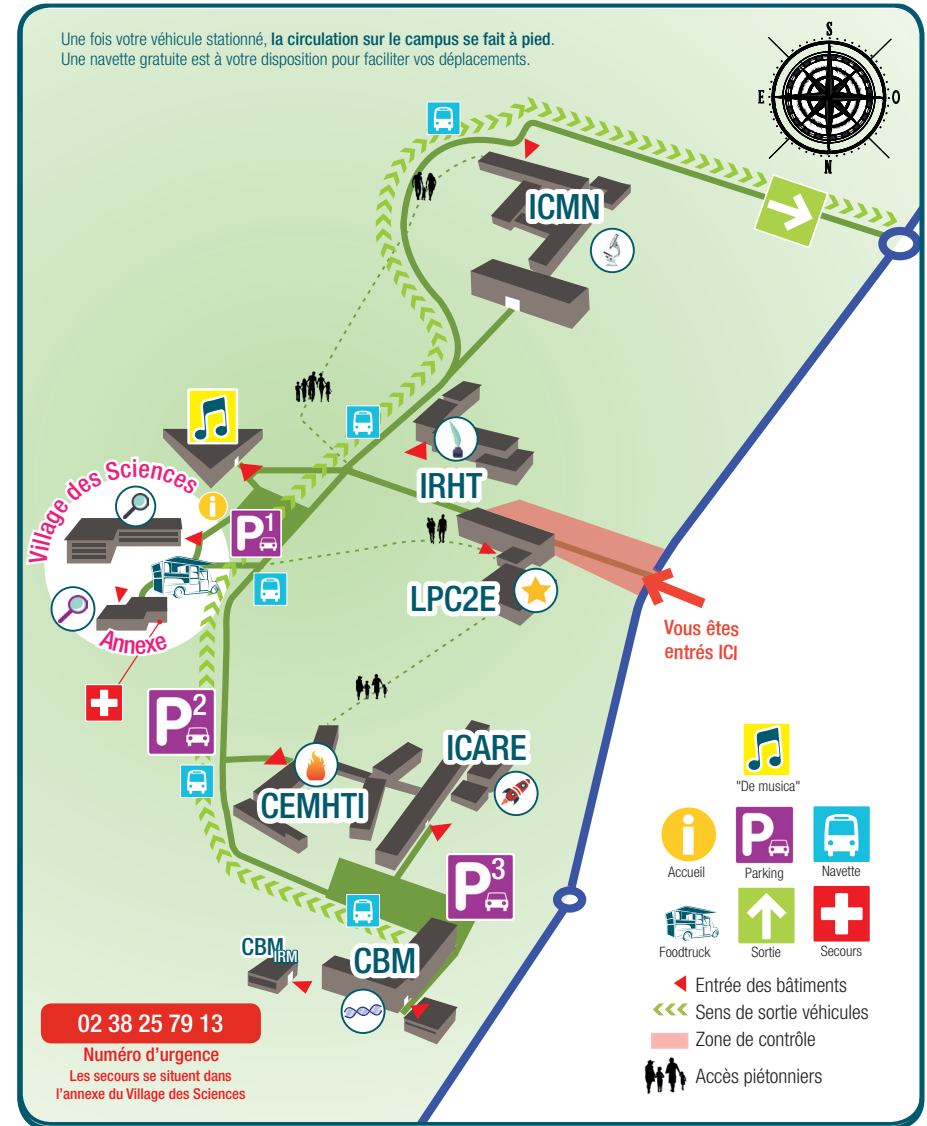 Une fois votre véhicule stationné, la circulation sur le campus se fait à pied.
Une navette gratuite est à votre disposition pour faciliter vos déplacements.
S
E
O
N
ICMN
IRHT
Village des Sciences
i
P1
LPC2E
Annexe
Vous êtes
entrés ICI
P2
ICARE
CEMHTI
"De musica"
i
P
Accueil
Parking
Navette
P3
Foodtruck
Sortie
Secours
CBM IRM
CBM
Entrée des bâtiments
Sens de sortie véhicules
Zone de contrôle
Accès piétonniers
02 38 25 79 13
Numéro d'urgence
Les secours se situent dans
l'annexe du Village des Sciences